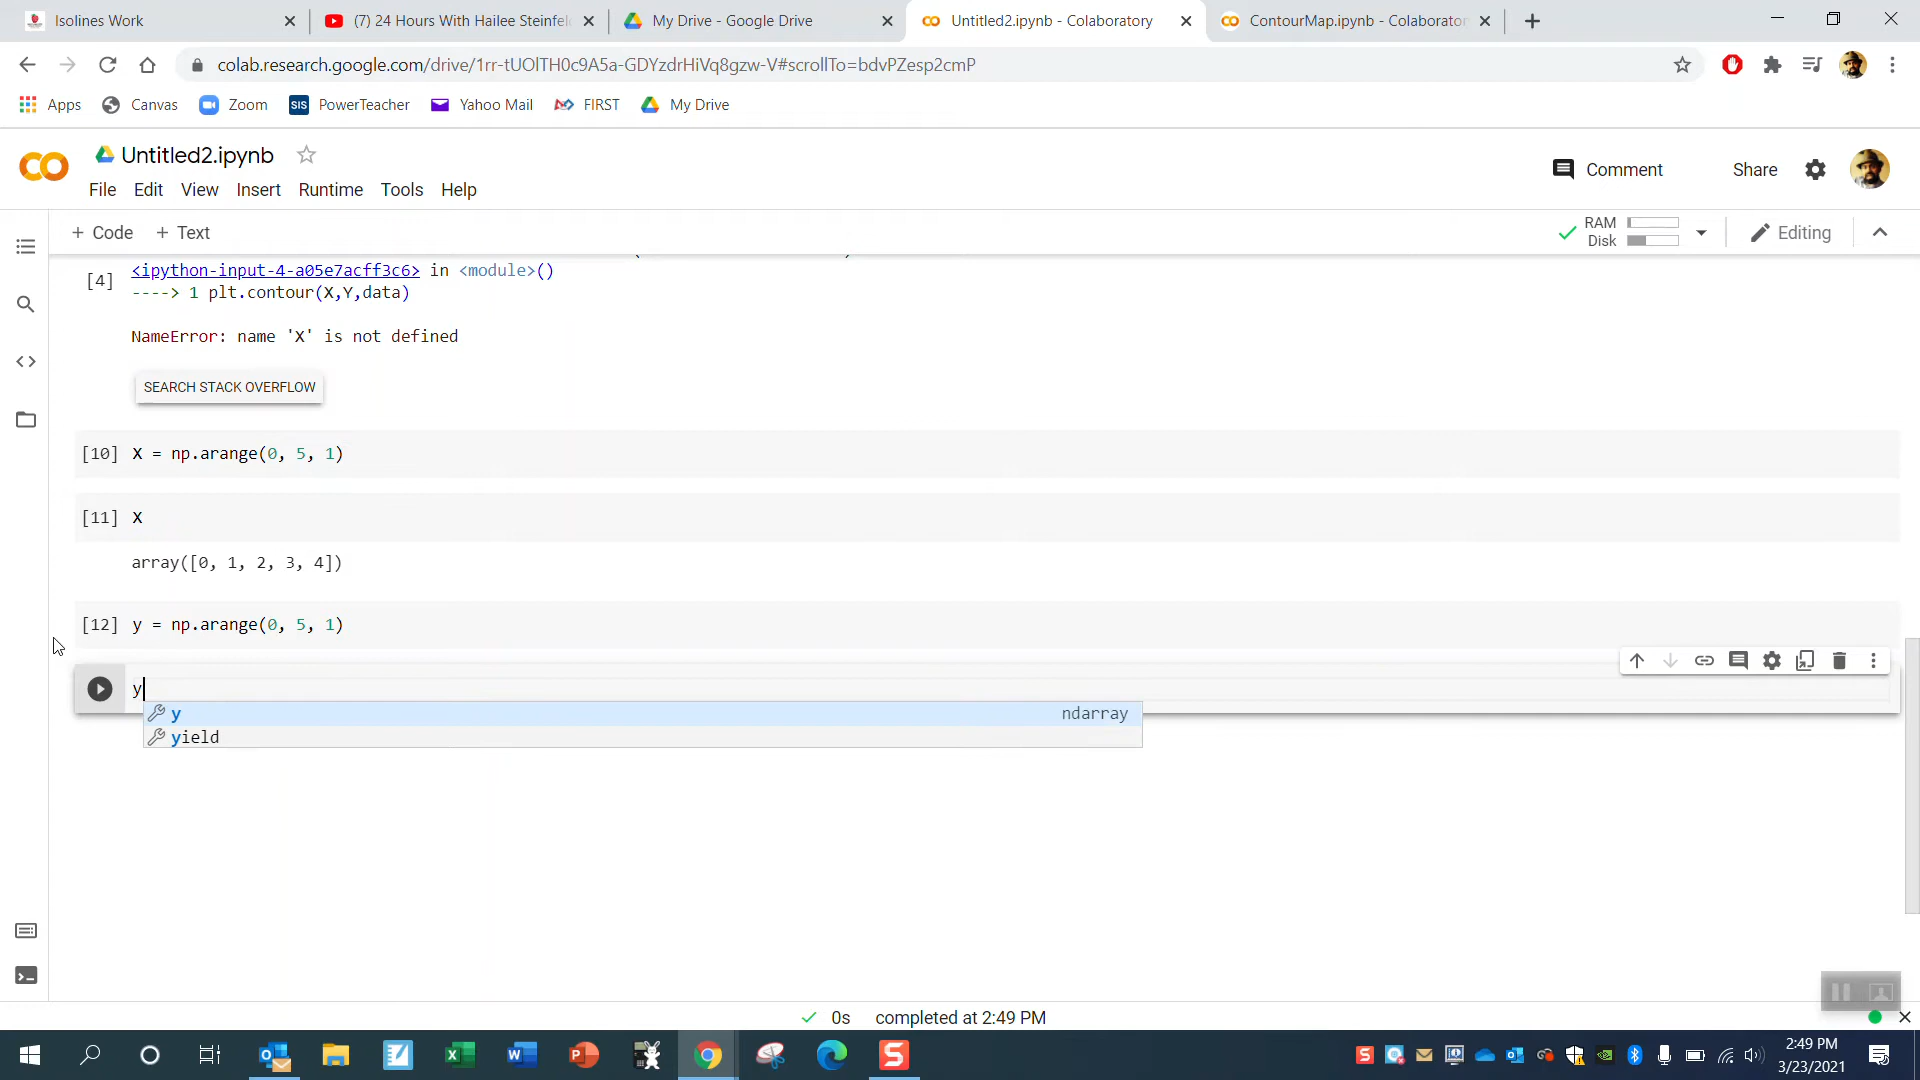 Isolines Work
(7) 24 Hours With Hailee Steinfel
My Drive - Google Drive
Untitled2.ipynb - Colaboratory
ContourMap.ipynb - Colaborator
colab.research.google.com/drive/1rr-tUOlTH0c9A5a-GDYzdrHiVq8gzw-V#scrollTo=bdvPZesp2cmP
Apps
Canvas
Zoom
SIS
PowerTeacher
Yahoo Mail
FIRST
My Drive
Untitled2.ipynb
File Edit View Insert Runtime Tools Help
Comment
Share
+ Code + Text
RAM
Disk
Editing
[4]
<ipython-input-4-a05e7acff3c6> in <module>()
----> 1 plt.contour(X,Y,data)
NameError: name 'X' is not defined
SEARCH STACK OVERFLOW
[10] X = np.arange(0, 5, 1)
[11] X
array([0, 1, 2, 3, 4])
[12] y = np.arange(0, 5, 1)
y
y ndarray
yield
0s completed at 2:49 PM
2:49 PM
3/23/2021